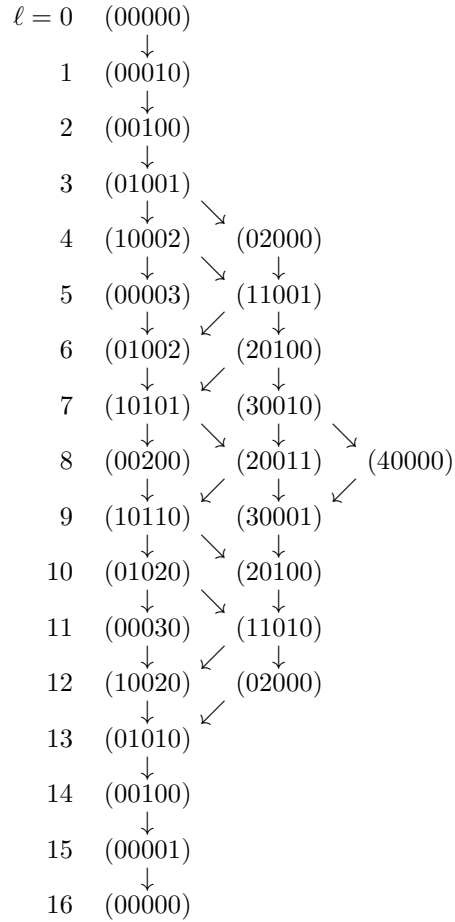 ℓ = 0 (00000)
1 (00010)
2 (00100)
3 (01001)
4 (10002) (02000)
5 (00003) (11001)
6 (01002) (20100)
7 (10101) (30010)
8 (00200) (20011) (40000)
9 (10110) (30001)
10 (01020) (20100)
11 (00030) (11010)
12 (10020) (02000)
13 (01010)
14 (00100)
15 (00001)
16 (00000)